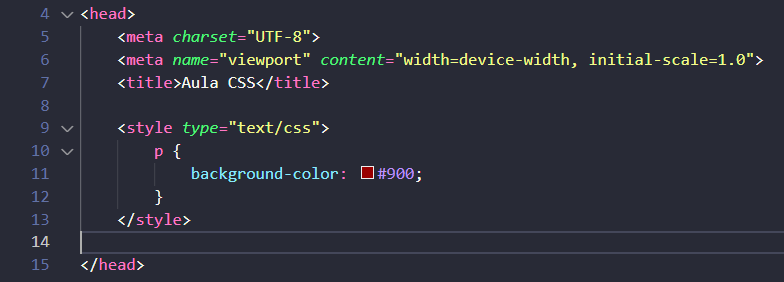 4 <head>
5 <meta charset="UTF-8">
6 <meta name="viewport" content="width=device-width, initial-scale=1.0">
7 <title>Aula CSS</title>
8
9 <style type="text/css">
10 p {
11 background-color: #900;
12 }
13 </style>
14
15 </head>